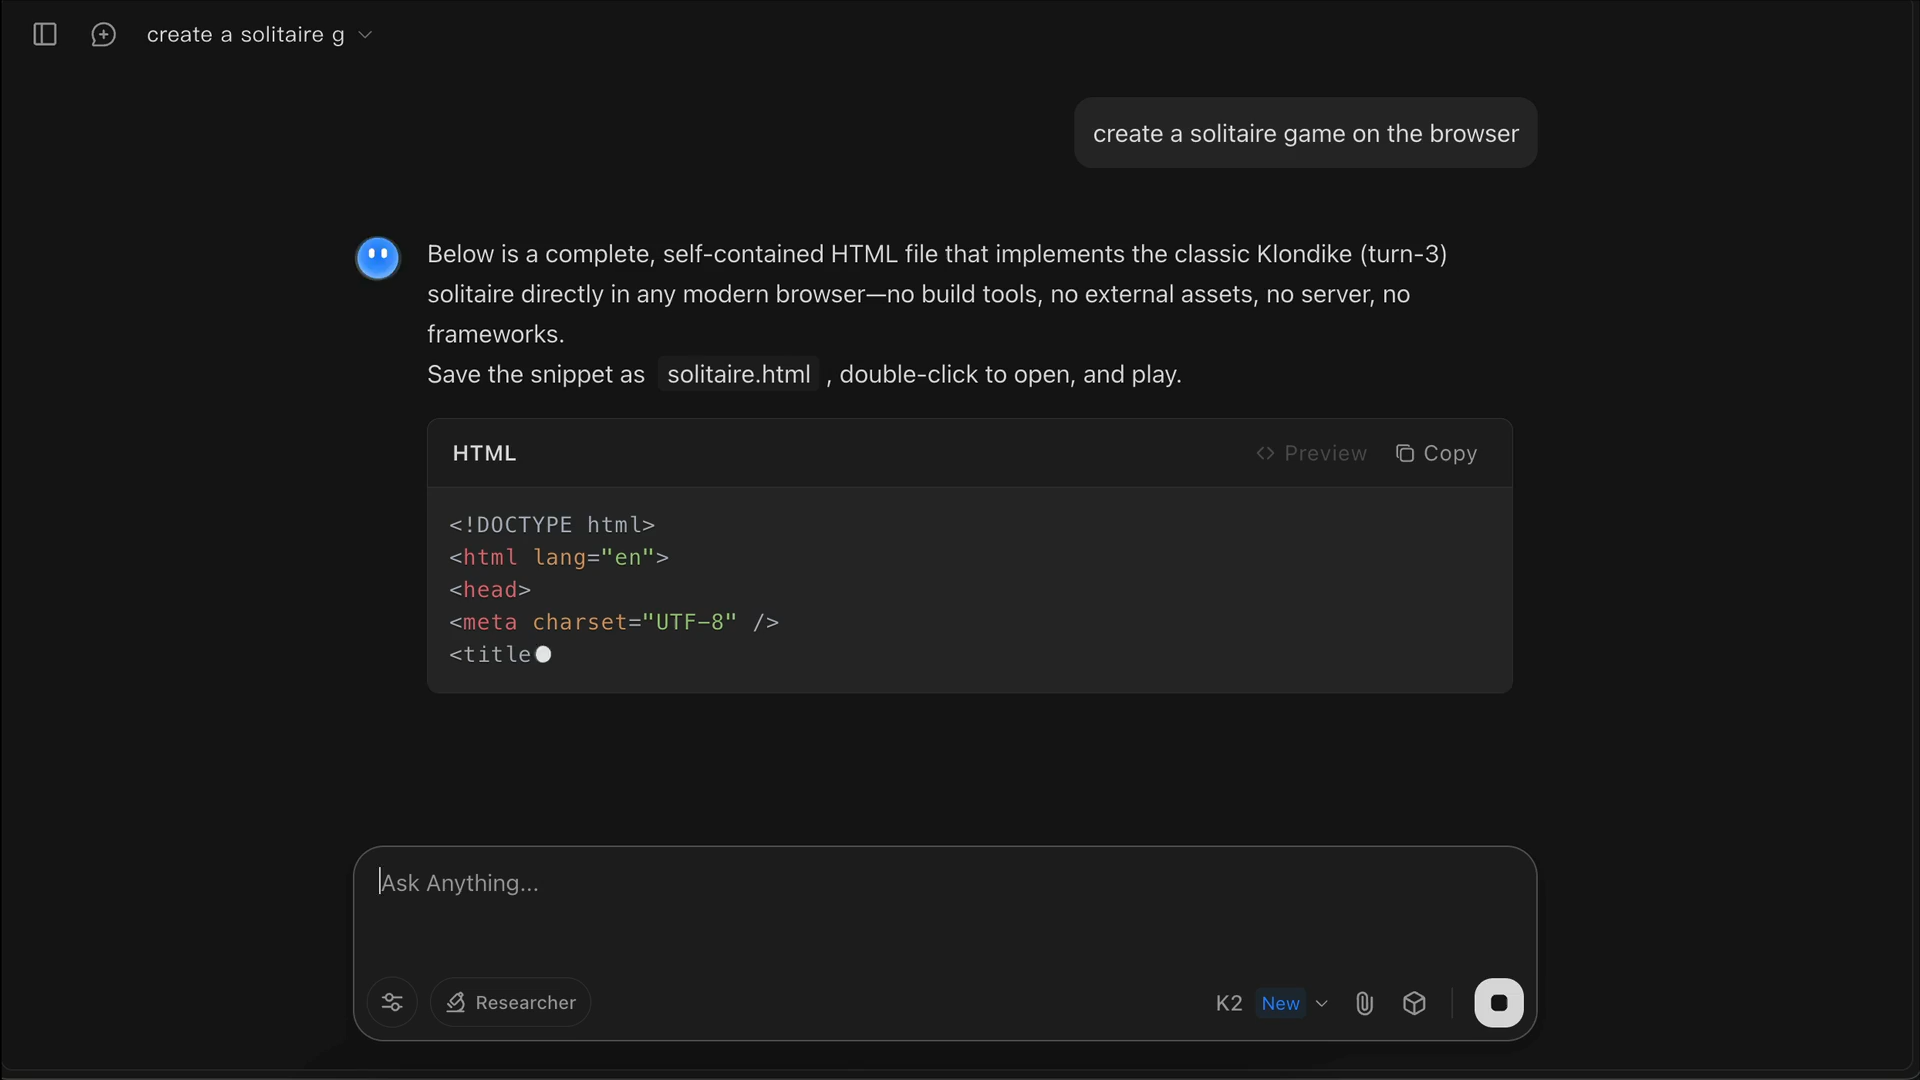 create a solitaire g
create a solitaire game on the browser
Below is a complete, self-contained HTML file that implements the classic Klondike (turn-3)
solitaire directly in any modern browser—no build tools, no external assets, no server, no
frameworks.
Save the snippet as solitaire.html , double-click to open, and play.
HTML
<> Preview
Copy
<!DOCTYPE html>
<html lang="en">
<head>
<meta charset="UTF-8" />
<title
Ask Anything...
Researcher
K2 New